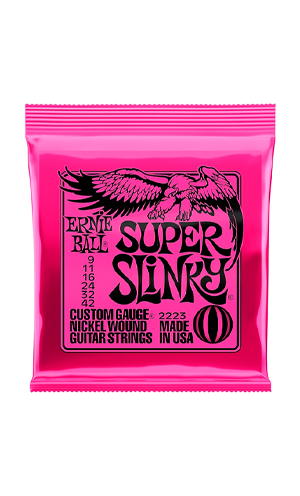 ERNIE
BALL®
SUPER
SLINKY
9
11
16
24
32
42
CUSTOM GAUGE® 2223
NICKEL WOUND MADE
GUITAR STRINGS IN USA